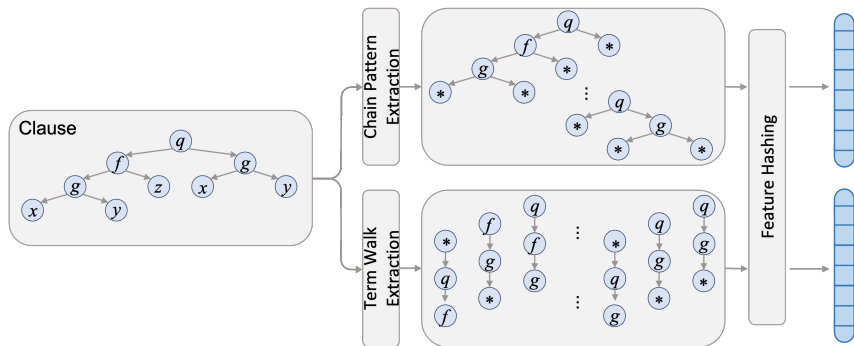 Clause
q
f g
g z x y
x y
Chain Pattern
Extraction
q
f *
g *
* *
⋮
q
* g
* *
Term Walk
Extraction
* q f
f g *
q f g
⋮
⋮
* q g
q g *
q g *
Feature Hashing